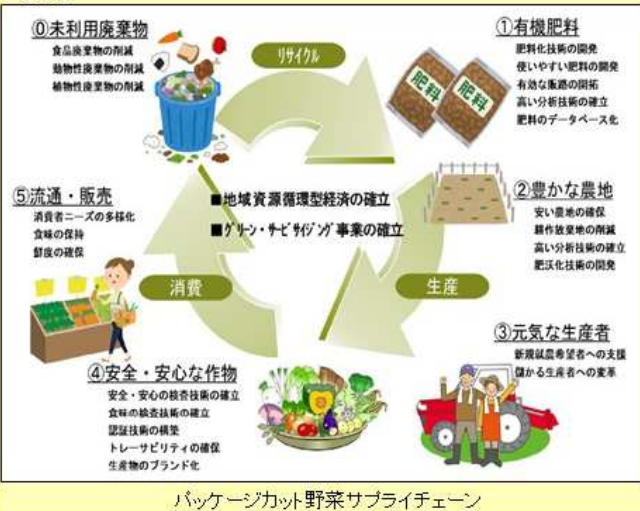 ⓪未利用廃棄物
食品廃棄物の削減
動物性廃棄物の削減
植物性廃棄物の削減
リサイクル
①有機肥料
肥料化技術の開発
使いやすい肥料の開発
有効な販路の開拓
高い分析技術の確立
肥料のデータベース化
肥料
肥料
②豊かな農地
安い農地の確保
耕作放棄地の削減
高い分析技術の確立
肥沃化技術の開発
■地域資源循環型経済の確立
■グリーン・サービサイジング事業の確立
生産
③元気な生産者
新規就農希望者への支援
儲かる生産者への変革
④安全・安心な作物
安全・安心の検査技術の確立
食味の検査技術の確立
認証技術の構築
トレーサビリティの確保
生産物のブランド化
消費
⑤流通・販売
消費者ニーズの多様化
食味の保持
鮮度の確保
パッケージカット野菜サプライチェーン